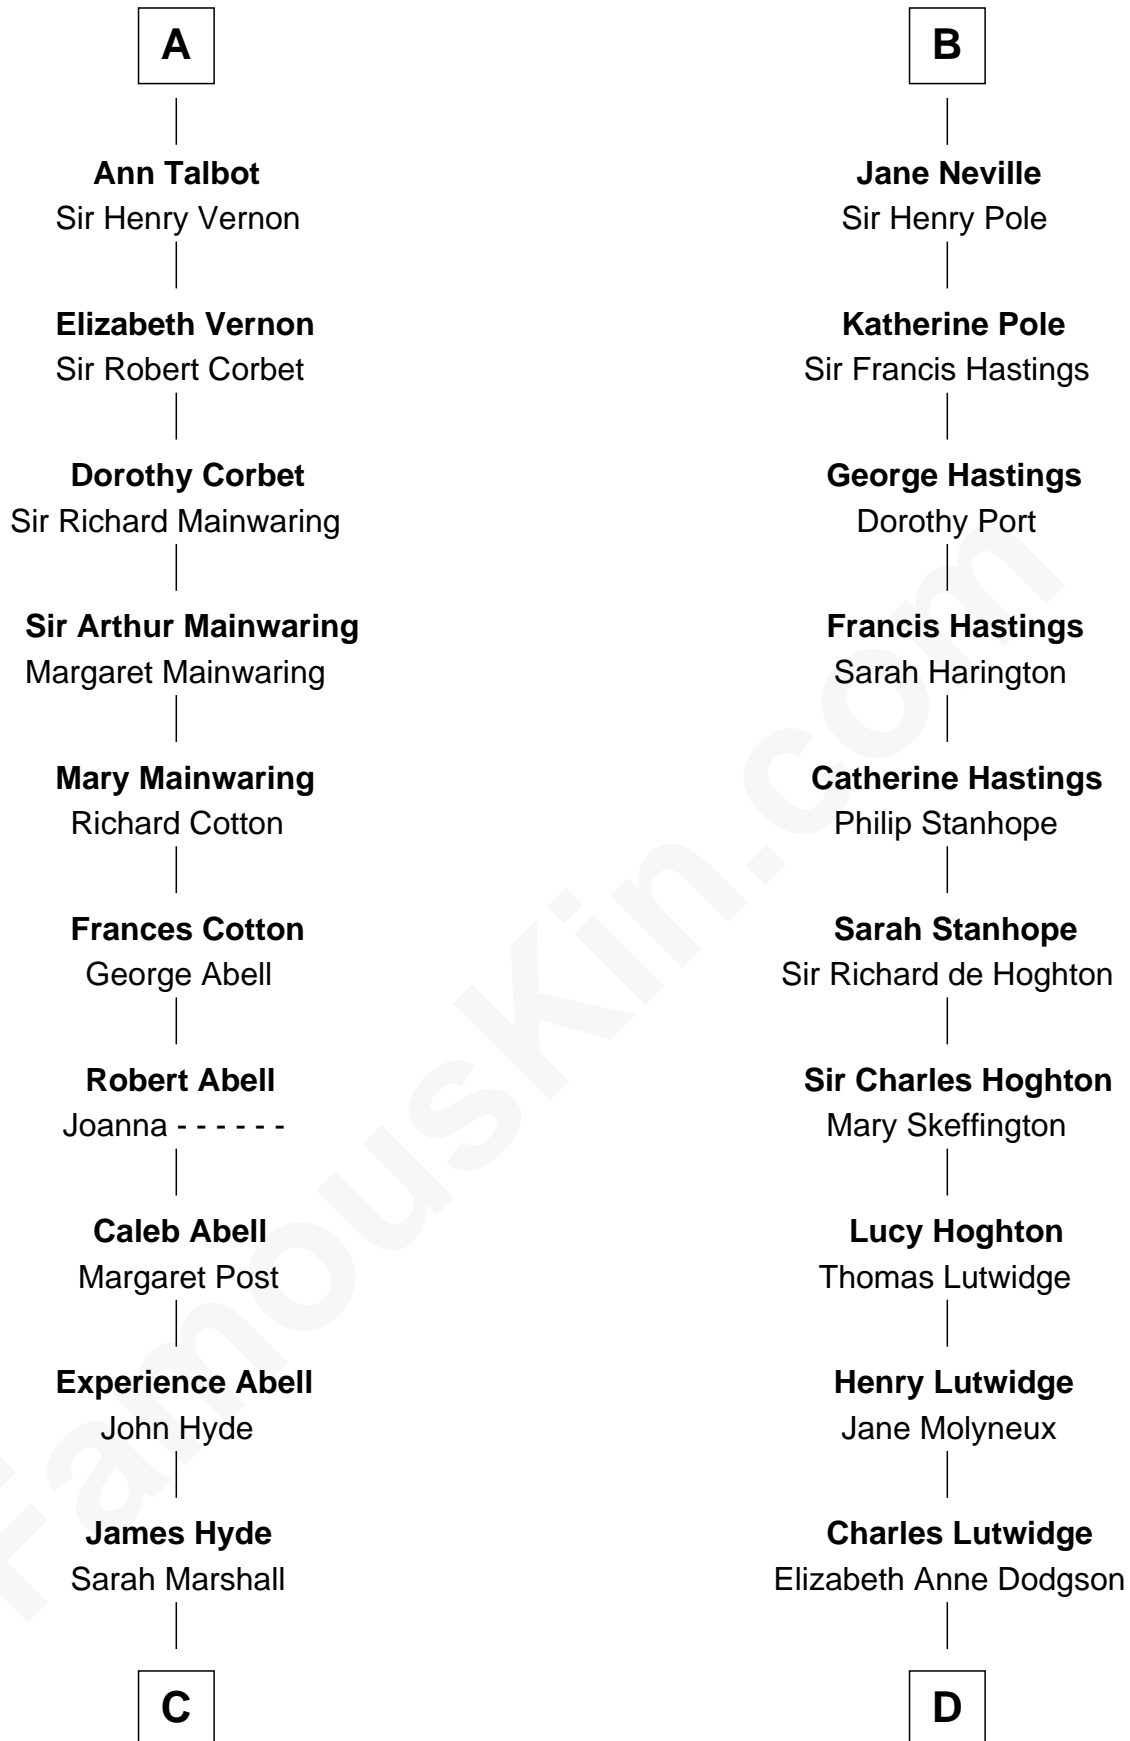 A
Ann Talbot
Sir Henry Vernon
Elizabeth Vernon
Sir Robert Corbet
Dorothy Corbet
Sir Richard Mainwaring
Sir Arthur Mainwaring
Margaret Mainwaring
Mary Mainwaring
Richard Cotton
Frances Cotton
George Abell
Robert Abell
Joanna - - - - - -
Caleb Abell
Margaret Post
Experience Abell
John Hyde
James Hyde
Sarah Marshall
C
B
Jane Neville
Sir Henry Pole
Katherine Pole
Sir Francis Hastings
George Hastings
Dorothy Port
Francis Hastings
Sarah Harington
Catherine Hastings
Philip Stanhope
Sarah Stanhope
Sir Richard de Hoghton
Sir Charles Hoghton
Mary Skeffington
Lucy Hoghton
Thomas Lutwidge
Henry Lutwidge
Jane Molyneux
Charles Lutwidge
Elizabeth Anne Dodgson
D
FamousKin.com